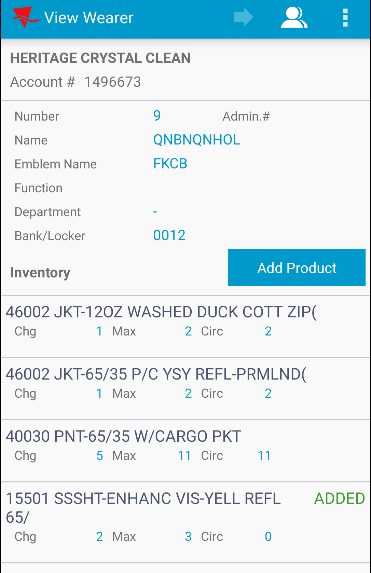 View Wearer
HERITAGE CRYSTAL CLEAN
Account # 1496673
Number 9 Admin.#
Name QNBNQNHOL
Emblem Name FKCB
Function
Department -
Bank/Locker 0012
Inventory Add Product
46002 JKT-12OZ WASHED DUCK COTT ZIP(
Chg 1 Max 2 Circ 2
46002 JKT-65/35 P/C YSY REFL-PRMLND(
Chg 1 Max 2 Circ 2
40030 PNT-65/35 W/CARGO PKT
Chg 5 Max 11 Circ 11
15501 SSSHT-ENHANC VIS-YELL REFL ADDED
65/
Chg 2 Max 3 Circ 0